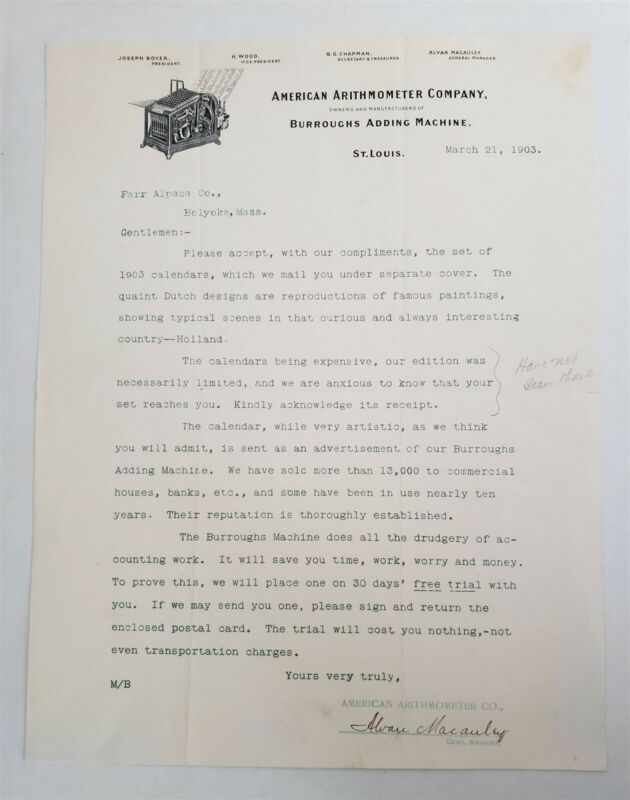 JOSEPH BOYER, H. WOOD, B. G. CHAPMAN, ALVAN MACAULEY,
PRESIDENT. VICE-PRESIDENT. SECRETARY & TREASURER. GENERAL MANAGER.
AMERICAN ARITHMOMETER COMPANY,
OWNERS AND MANUFACTURERS OF
BURROUGHS ADDING MACHINE.
ST. LOUIS. March 21, 1903.
Farr Alpaca Co.,
Holyoke, Mass.
Gentlemen:-
Please accept, with our compliments, the set of
1903 calendars, which we mail you under separate cover. The
quaint Dutch designs are reproductions of famous paintings,
showing typical scenes in that curious and always interesting
country--Holland.
The calendars being expensive, our edition was
necessarily limited, and we are anxious to know that your
set reaches you. Kindly acknowledge its receipt.
Have not
seen these
The calendar, while very artistic, as we think
you will admit, is sent as an advertisement of our Burroughs
Adding Machine. We have sold more than 13,000 to commercial
houses, banks, etc., and some have been in use nearly ten
years. Their reputation is thoroughly established.
The Burroughs Machine does all the drudgery of ac-
counting work. It will save you time, work, worry and money.
To prove this, we will place one on 30 days' free trial with
you. If we may send you one, please sign and return the
enclosed postal card. The trial will cost you nothing,-not
even transportation charges.
Yours very truly,
M/B
AMERICAN ARITHMOMETER CO.,
Alvan Macauley
GEN'L MANAGER